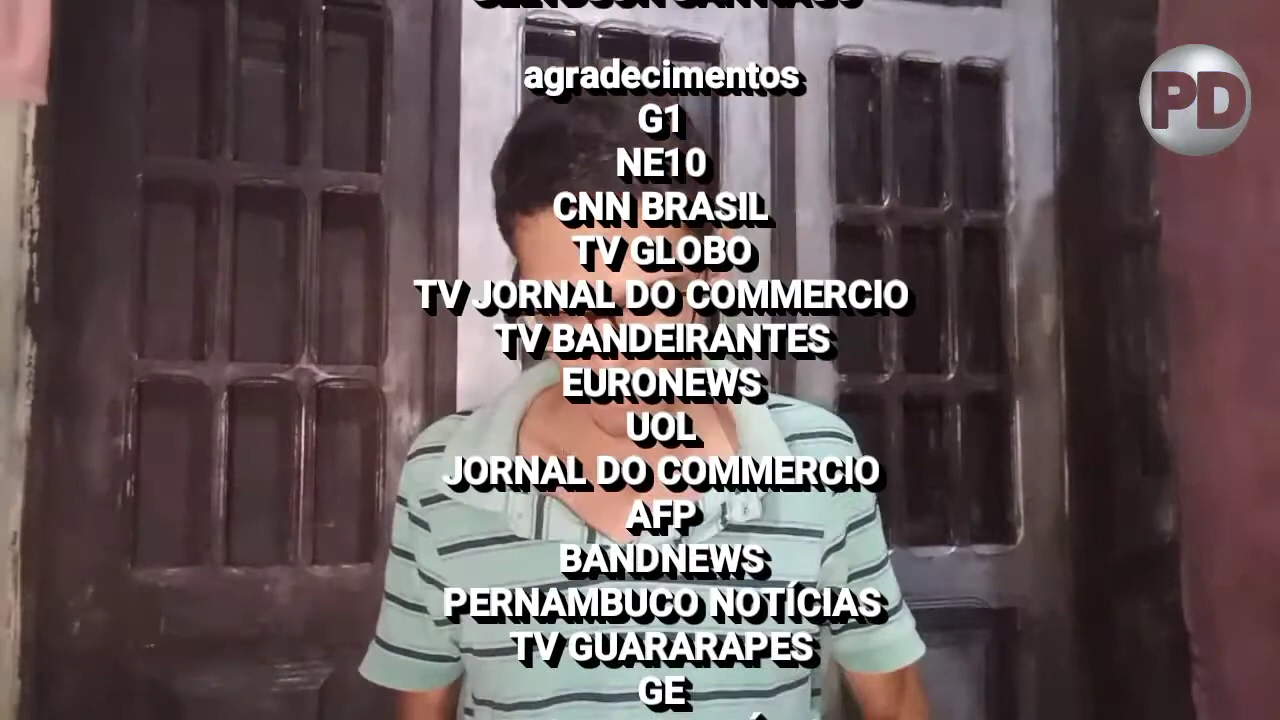 agradecimentos
G1
NE10
CNN BRASIL
TV GLOBO
TV JORNAL DO COMMERCIO
TV BANDEIRANTES
EURONEWS
UOL
JORNAL DO COMMERCIO
AFP
BANDNEWS
PERNAMBUCO NOTÍCIAS
TV GUARARAPES
GE
PD